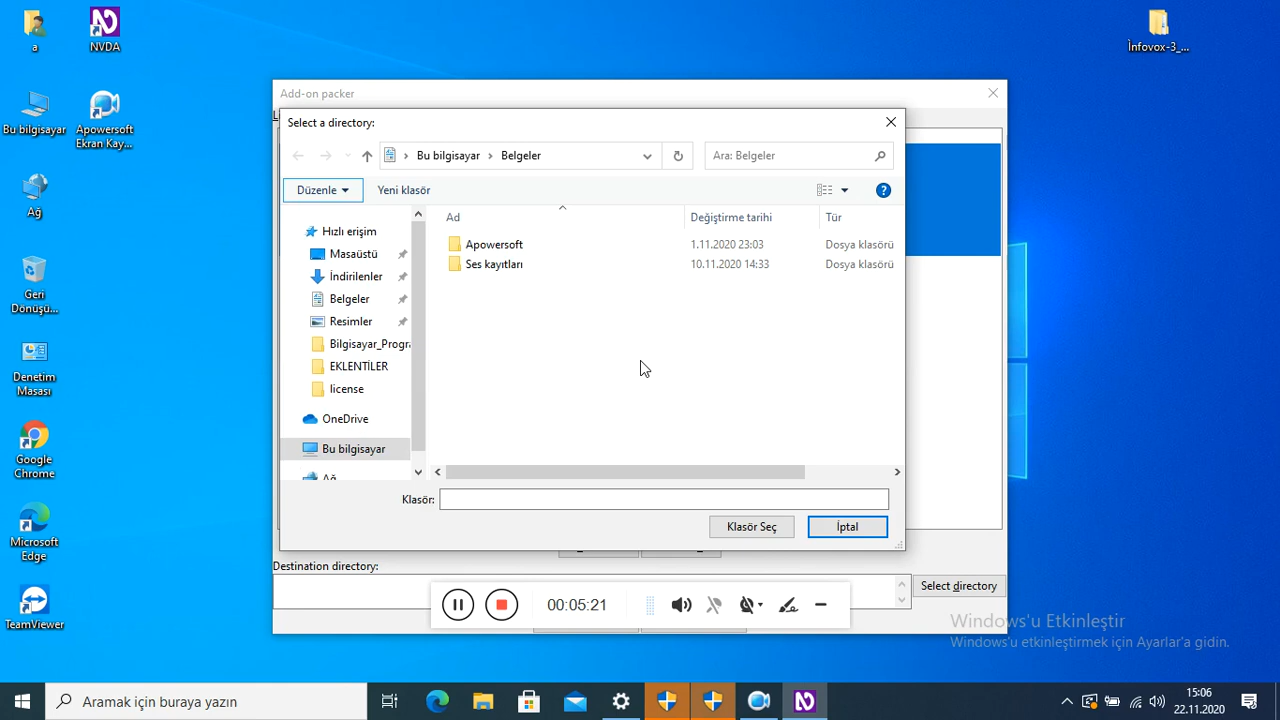 a
NVDA
Bu bilgisayar
Apowersoft
Ekran Kay...
Ağ
Geri
Donuşu...
Denetim
Masası
Google
Chrome
Microsoft
Edge
TeamViewer
İnfovox-3_...
Add-on packer
Select a directory:
Bu bilgisayar
Belgeler
Ara: Belgeler
Düzenle
Yeni klasör
Hızlı erişim
Masaüstü
İndirilenler
Belgeler
Resimler
Bilgisayar_Progra
EKLENTİLER
license
OneDrive
Bu bilgisayar
Ağ
Ad Değiştirme tarihi Tür
Apowersoft 1.11.2020 23:03 Dosya klasörü
Ses kayıtları 10.11.2020 14:33 Dosya klasörü
Klasör:
Klasör Seç
İptal
Destination directory:
Select directory
00:05:21
Windows'u Etkinleştir
Windows'u etkinleştirmek için Ayarlar'a gidin.
Aramak için buraya yazın
15:06
22.11.2020